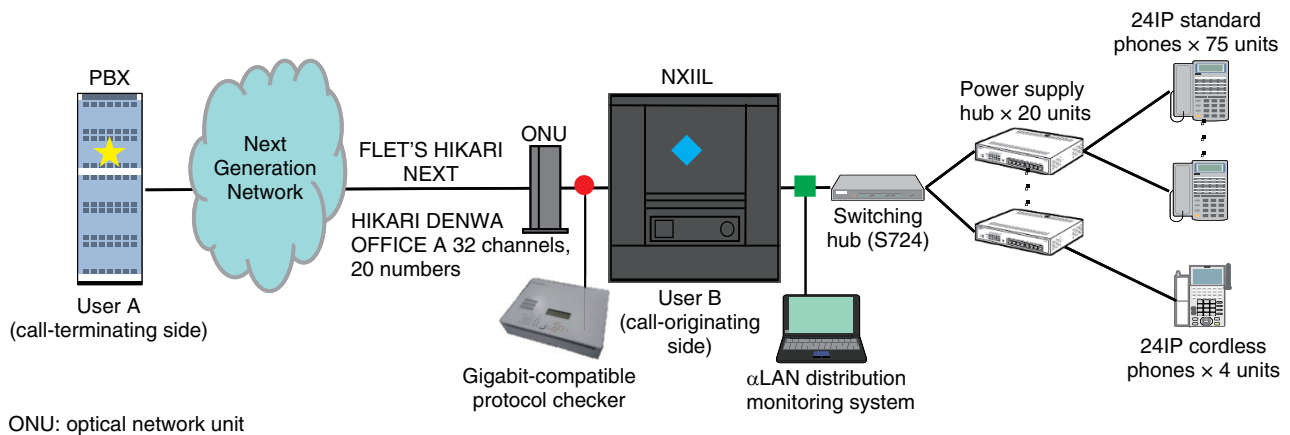 PBX
User A
(call-terminating side)
Next
Generation
Network
FLET'S HIKARI
NEXT
HIKARI DENWA
OFFICE A 32 channels,
20 numbers
ONU
Gigabit-compatible
protocol checker
NXIIL
User B
(call-originating
side)
αLAN distribution
monitoring system
Switching
hub (S724)
Power supply
hub × 20 units
24IP standard
phones × 75 units
24IP cordless
phones × 4 units
ONU: optical network unit